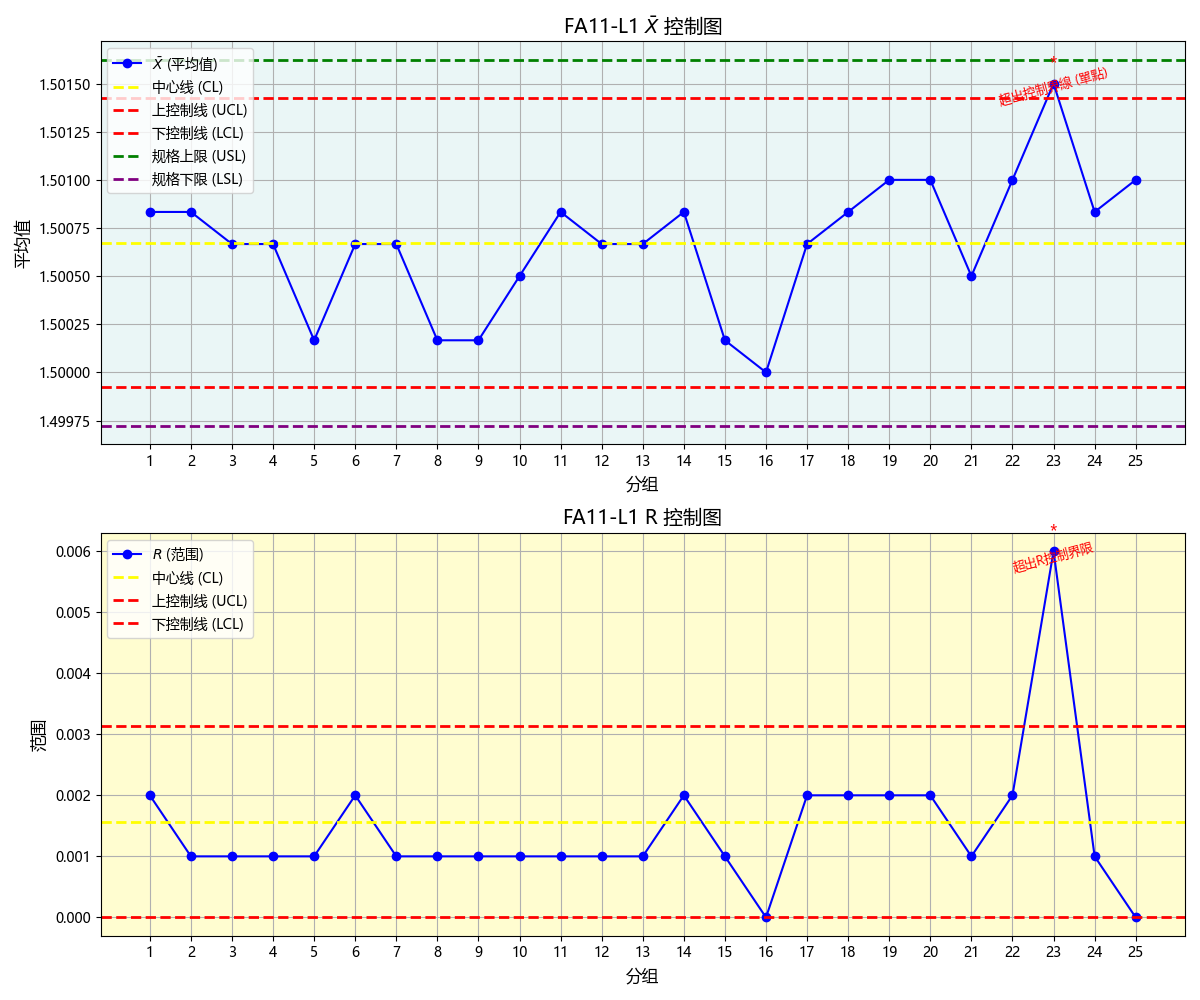 FA11-L1 X̄ 控制图
X̄ (平均值)
中心线 (CL)
上控制线 (UCL)
下控制线 (LCL)
规格上限 (USL)
规格下限 (LSL)
*
超出控制界線 (單點)
平均值
1.50150
1.50125
1.50100
1.50075
1.50050
1.50025
1.50000
1.49975
1 2 3 4 5 6 7 8 9 10 11 12 13 14 15 16 17 18 19 20 21 22 23 24 25
分组
FA11-L1 R 控制图
R (范围)
中心线 (CL)
上控制线 (UCL)
下控制线 (LCL)
*
超出R控制界限
范围
0.006
0.005
0.004
0.003
0.002
0.001
0.000
1 2 3 4 5 6 7 8 9 10 11 12 13 14 15 16 17 18 19 20 21 22 23 24 25
分组